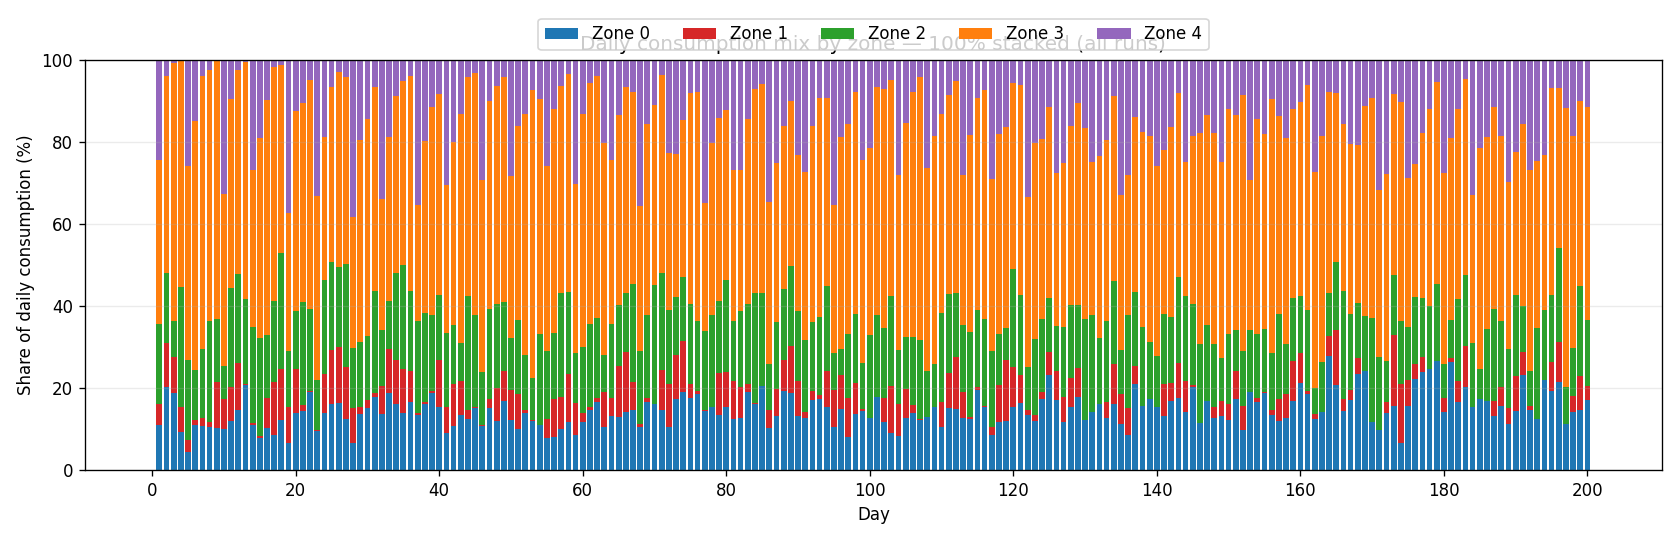 Zone 0 Zone 1 Zone 2 Zone 3 Zone 4
Daily consumption mix by zone — 100% stacked (all runs)
100
80
60
40
20
0
Share of daily consumption (%)
0 20 40 60 80 100 120 140 160 180 200
Day